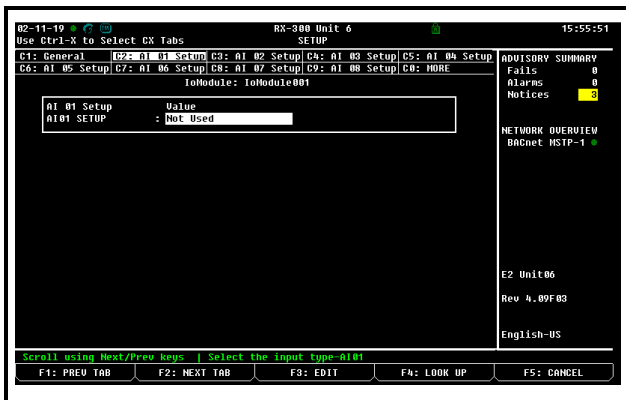 02-11-19 RX-300 Unit 6 15:55:51
Use Ctrl-X to Select CX Tabs SETUP
C1: General C2: AI 01 Setup C3: AI 02 Setup C4: AI 03 Setup C5: AI 04 Setup
C6: AI 05 Setup C7: AI 06 Setup C8: AI 07 Setup C9: AI 08 Setup C0: MORE
IoModule: IoModule001
AI 01 Setup Value
AI01 SETUP : Not Used
ADVISORY SUMMARY
Fails 0
Alarms 0
Notices 3
NETWORK OVERVIEW
BACnet MSTP-1
E2 Unit06
Rev 4.09F03
English-US
Scroll using Next/Prev keys | Select the input type-AI01
F1: PREV TAB F2: NEXT TAB F3: EDIT F4: LOOK UP F5: CANCEL